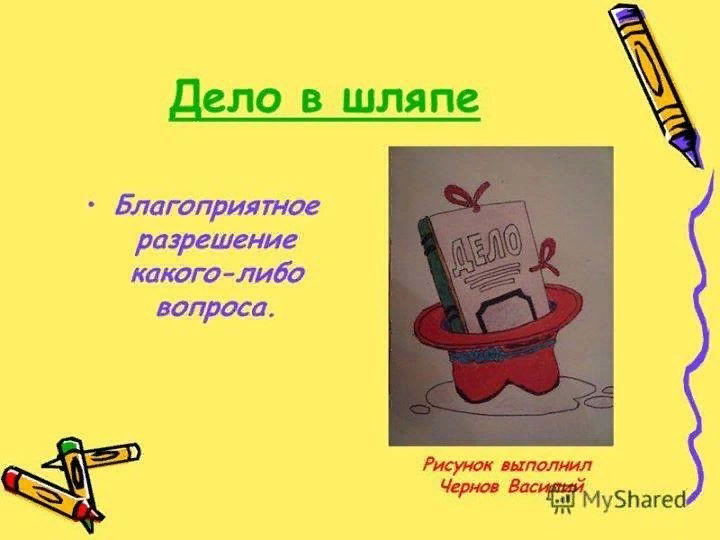 Дело в шляпе
• Благоприятное
разрешение
какого-либо
вопроса.
ДЕЛО
Рисунок выполнил
Чернов Василий
MyShared